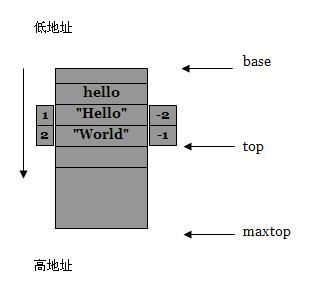 低地址
base
hello
1 "Hello" -2
2 "World" -1
top
maxtop
高地址